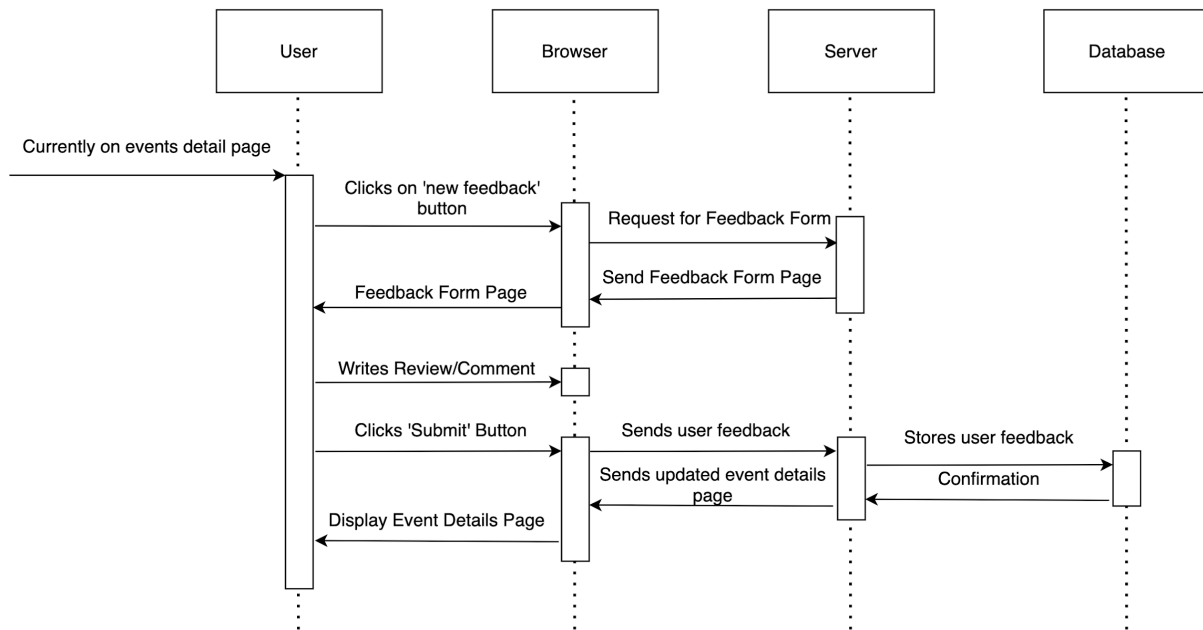 User
Browser
Server
Database
Currently on events detail page
Clicks on 'new feedback'
button
Request for Feedback Form
Send Feedback Form Page
Feedback Form Page
Writes Review/Comment
Clicks 'Submit' Button
Sends user feedback
Stores user feedback
Confirmation
Sends updated event details
page
Display Event Details Page